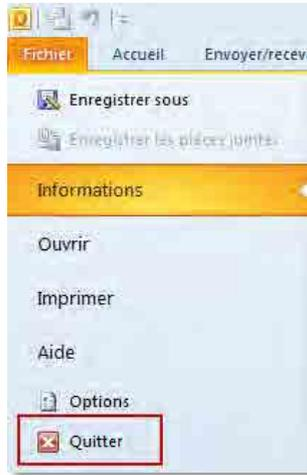 Fichier Accueil Envoyer/recev
Enregistrer sous
Enregistrer les pièces jointes
Informations
Ouvrir
Imprimer
Aide
Options
Quitter